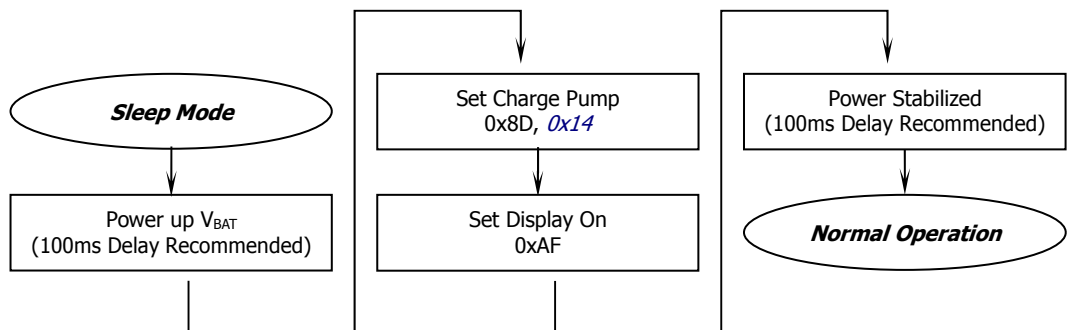 Sleep Mode
Power up VBAT
(100ms Delay Recommended)
Set Charge Pump
0x8D, 0x14
Set Display On
0xAF
Power Stabilized
(100ms Delay Recommended)
Normal Operation